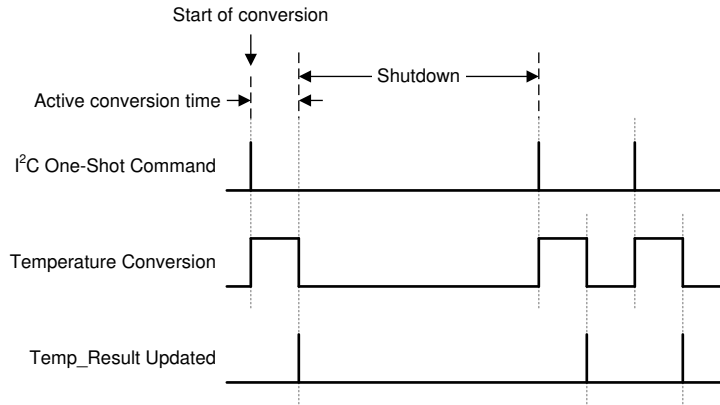 Start of conversion
Shutdown
Active conversion time
I²C One-Shot Command
Temperature Conversion
Temp_Result Updated